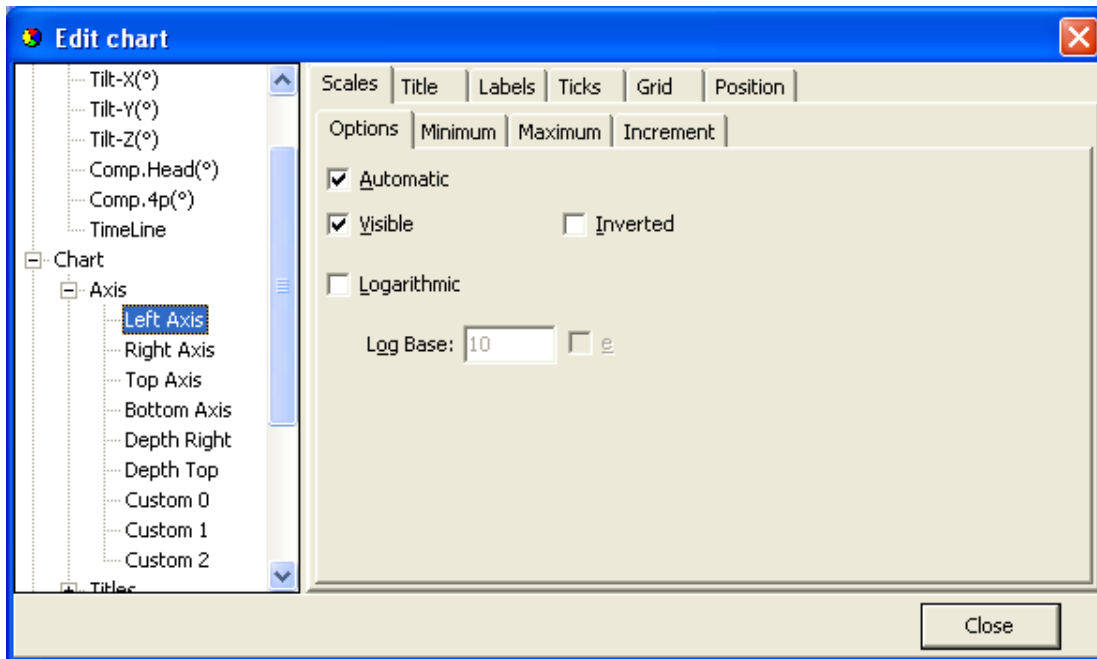 Edit chart
Tilt-X(°)
Tilt-Y(°)
Tilt-Z(°)
Comp.Head(°)
Comp.4p(°)
TimeLine
Chart
Axis
Left Axis
Right Axis
Top Axis
Bottom Axis
Depth Right
Depth Top
Custom 0
Custom 1
Custom 2
Titles
Scales Title Labels Ticks Grid Position
Options Minimum Maximum Increment
Automatic
Visible Inverted
Logarithmic
Log Base: 10 e
Close